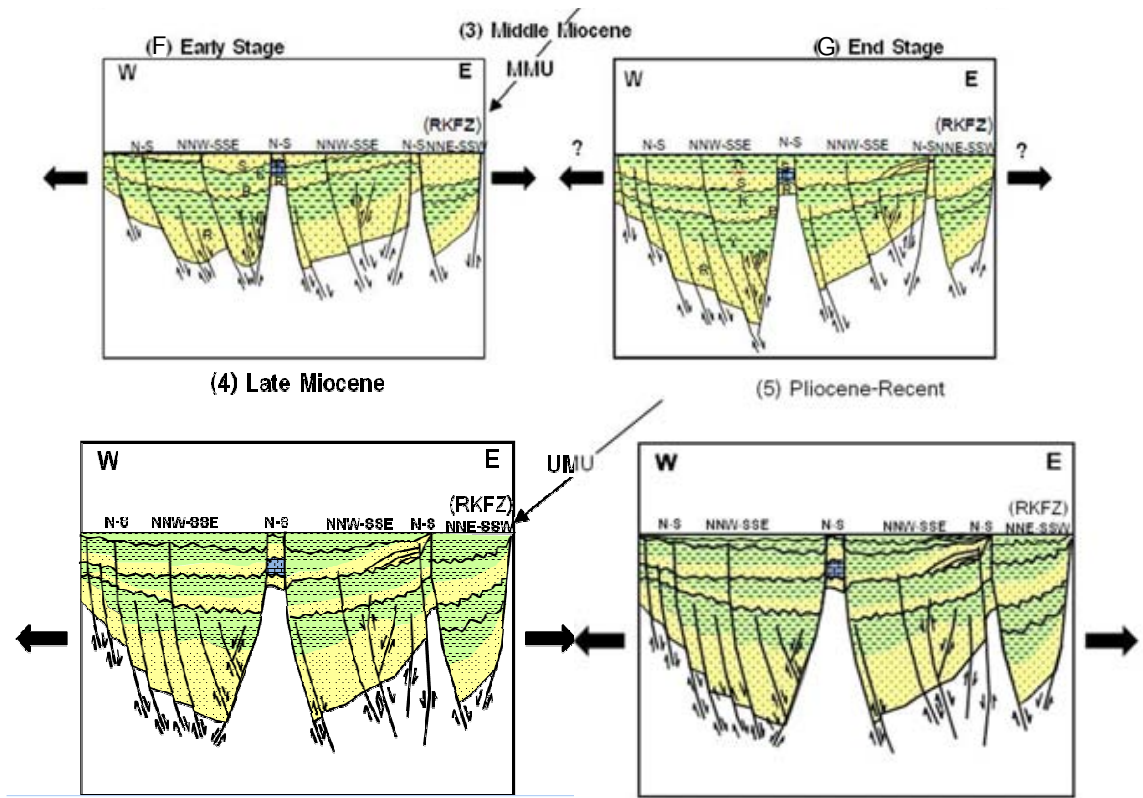 (3) Middle Miocene
(F) Early Stage
(G) End Stage
MMU
W E
(RKFZ)
N-S NNW-SSE N-S NNW-SSE N-S NNE-SSW
S
K
B
R
R
W E
(RKFZ)
N-S NNW-SSE N-S NNW-SSE N-S NNE-SSW
? ?
S
K
B
R
R
(4) Late Miocene
(5) Pliocene-Recent
UMU
W E
(RKFZ)
N-S NNW-SSE N-S NNW-SSE N-S NNE-SSW
W E
(RKFZ)
N-S NNW-SSE N-S NNW-SSE N-S NNE-SSW